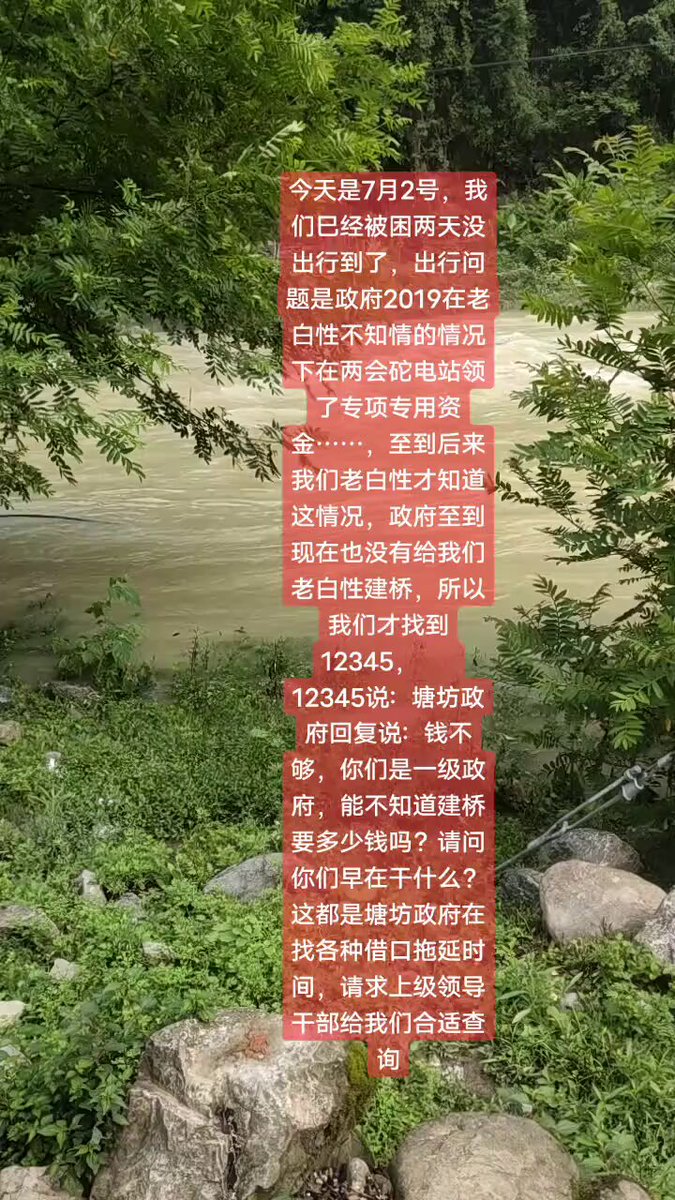 今天是7月2号，我
们巳经被困两天没
出行到了，出行问
题是政府2019在老
白性不知情的情况
下在两会砣电站领
了专项专用资
金……，至到后来
我们老白性才知道
这情况，政府至到
现在也没有给我们
老白性建桥，所以
我们才找到
12345，
12345说：塘坊政
府回复说：钱不
够，你们是一级政
府，能不知道建桥
要多少钱吗？请问
你们早在于什么？
这都是塘坊政府在
找各种借口拖延时
间，请求上级领导
干部给我们合适查
询